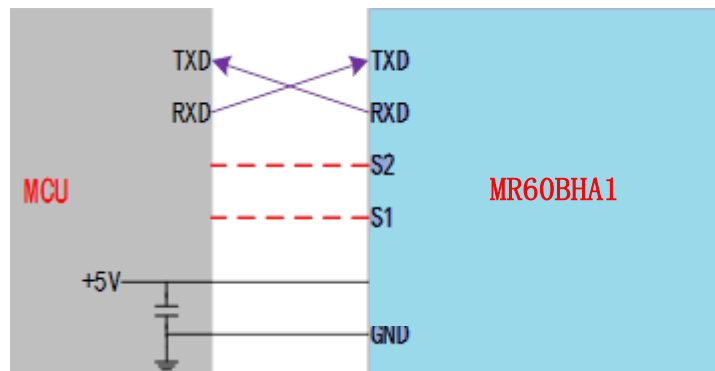 TXD TXD
RXD RXD
S2
MCU MR60BHA1
S1
+5V
GND